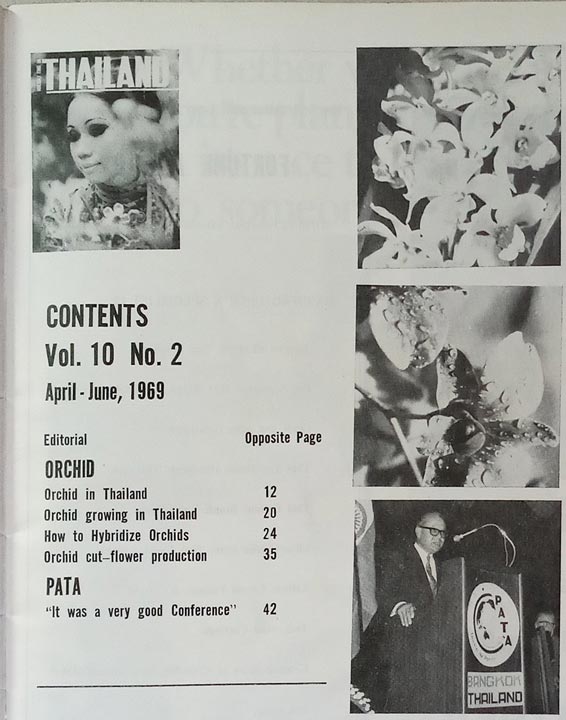 THAILAND
CONTENTS
Vol. 10 No. 2
April-June, 1969
Editorial Opposite Page
ORCHID
Orchid in Thailand 12
Orchid growing in Thailand 20
How to Hybridize Orchids 24
Orchid cut-flower production 35
PATA
"It was a very good Conference" 42
PATA
BANGKOK
THAILAND